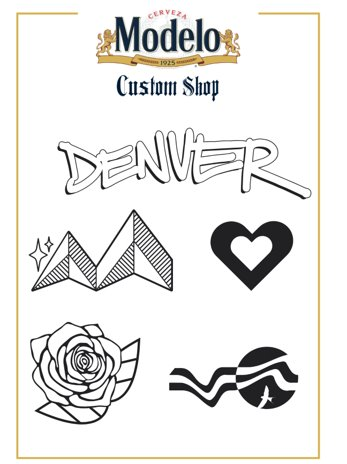 CERVEZA
Modelo
1925
Custom Shop
DENVER